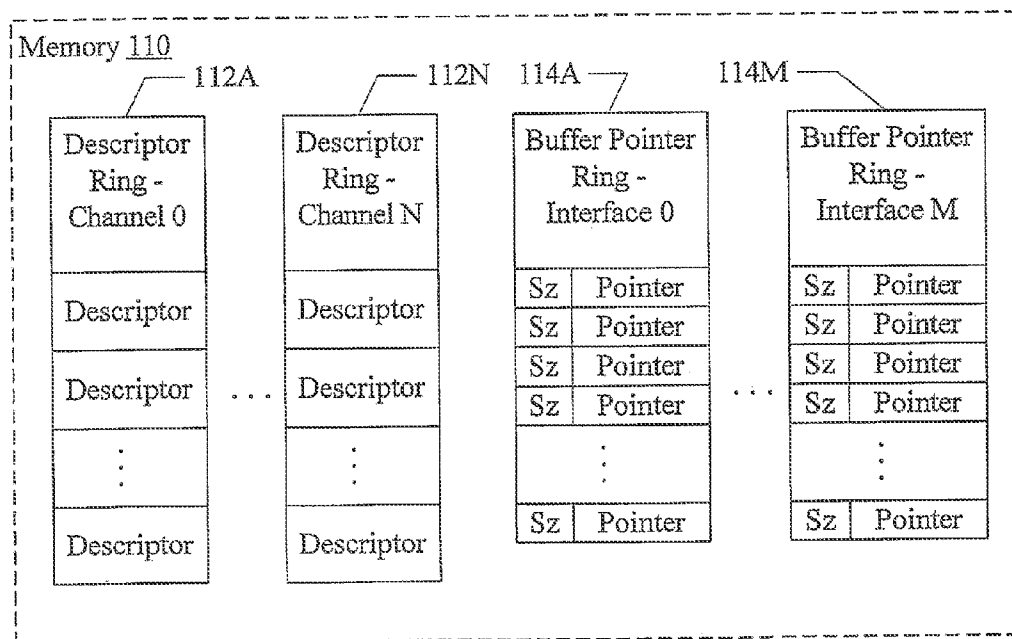 Memory 110
112A
112N
114A
114M
Descriptor
Ring -
Channel 0
Descriptor
Descriptor
⋮
Descriptor
. . .
Descriptor
Ring -
Channel N
Descriptor
Descriptor
⋮
Descriptor
Buffer Pointer
Ring -
Interface 0
Sz Pointer
Sz Pointer
Sz Pointer
Sz Pointer
⋮
Sz Pointer
. . .
Buffer Pointer
Ring -
Interface M
Sz Pointer
Sz Pointer
Sz Pointer
Sz Pointer
⋮
Sz Pointer